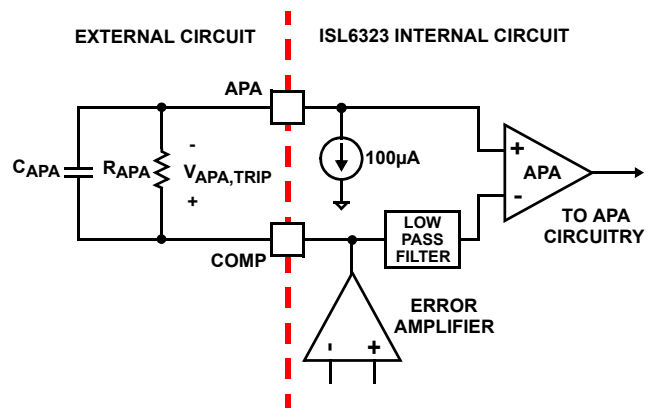 EXTERNAL CIRCUIT
ISL6323 INTERNAL CIRCUIT
APA
CAPA
RAPA
-
VAPA,TRIP
+
100µA
+
APA
-
LOW
PASS
FILTER
TO APA
CIRCUITRY
COMP
ERROR
AMPLIFIER
- +